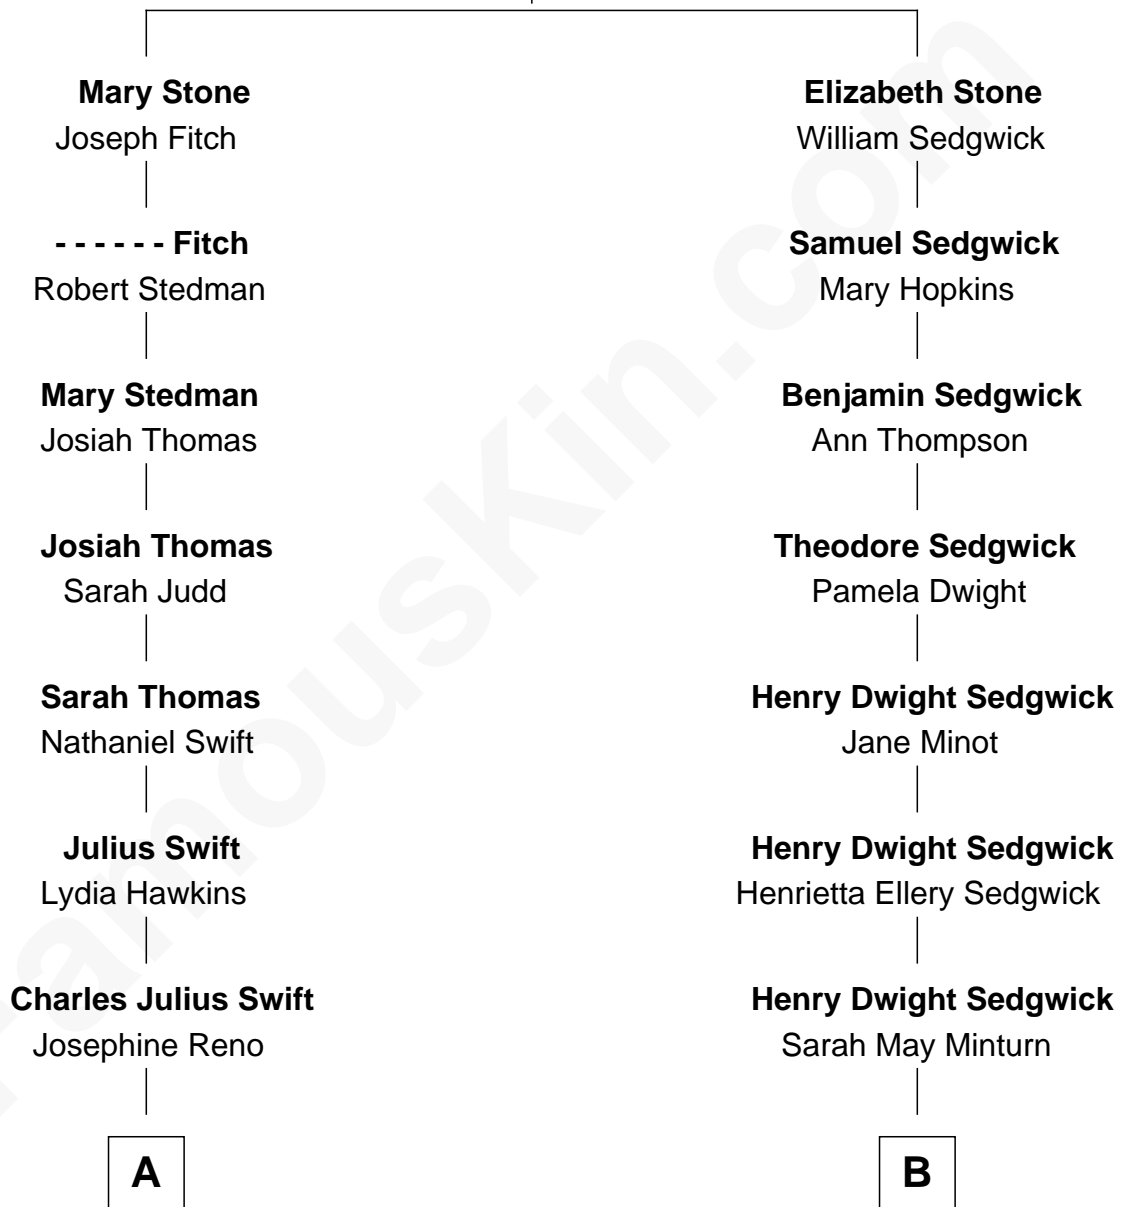 Mary Stone
Joseph Fitch
- - - - - - Fitch
Robert Stedman
Mary Stedman
Josiah Thomas
Josiah Thomas
Sarah Judd
Sarah Thomas
Nathaniel Swift
Julius Swift
Lydia Hawkins
Charles Julius Swift
Josephine Reno
A
Elizabeth Stone
William Sedgwick
Samuel Sedgwick
Mary Hopkins
Benjamin Sedgwick
Ann Thompson
Theodore Sedgwick
Pamela Dwight
Henry Dwight Sedgwick
Jane Minot
Henry Dwight Sedgwick
Henrietta Ellery Sedgwick
Henry Dwight Sedgwick
Sarah May Minturn
B
FamousKin.com